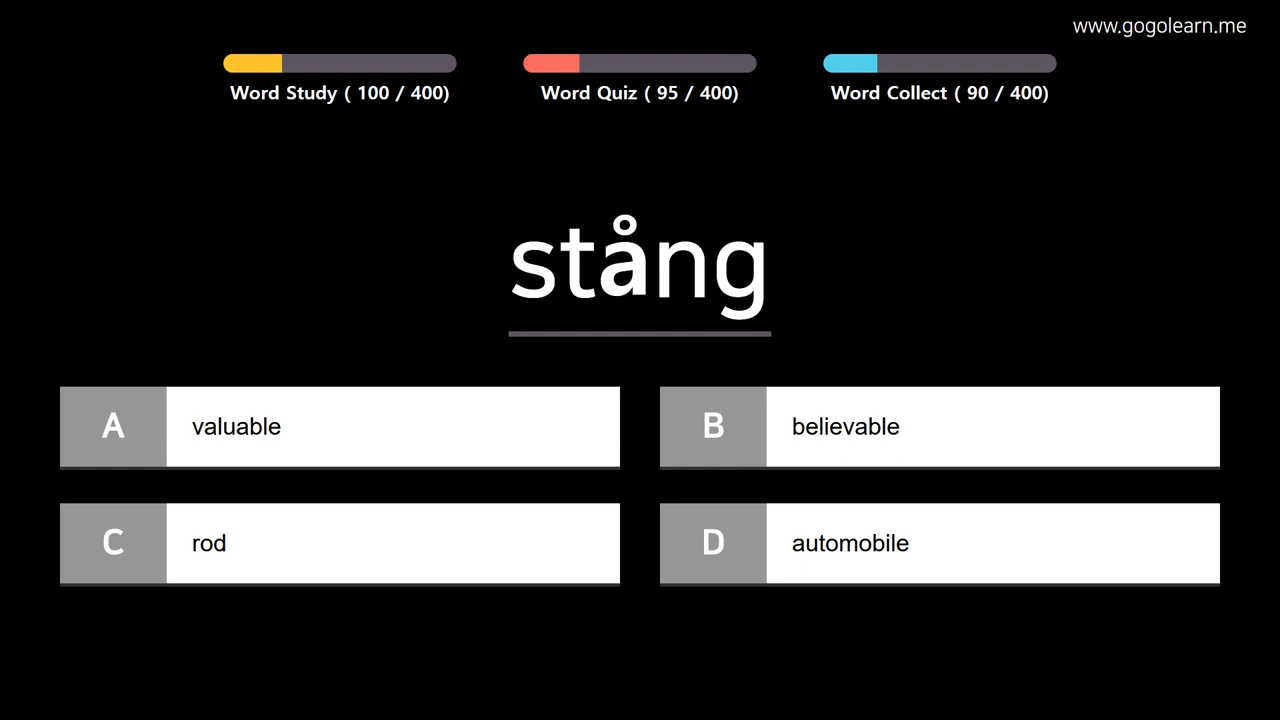 www.gogolearn.me
Word Study ( 100 / 400)
Word Quiz ( 95 / 400)
Word Collect ( 90 / 400)
stång
A valuable
B believable
C rod
D automobile